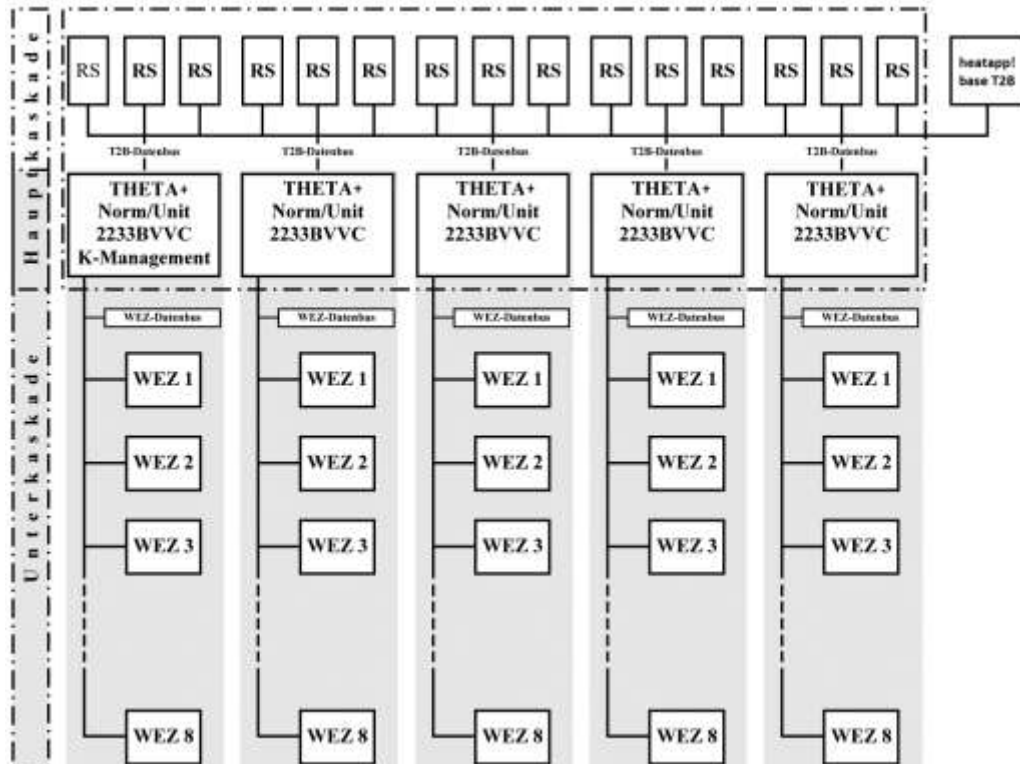 Hauptkaskade
Unterkaskade
RS RS RS RS RS RS RS RS RS RS RS RS RS RS RS
heatapp!
base T2B
T2B-Datenbus T2B-Datenbus T2B-Datenbus T2B-Datenbus T2B-Datenbus
THETA+ THETA+ THETA+ THETA+ THETA+
Norm/Unit Norm/Unit Norm/Unit Norm/Unit Norm/Unit
2233BVVC 2233BVVC 2233BVVC 2233BVVC 2233BVVC
K-Management
WEZ-Datenbus WEZ-Datenbus WEZ-Datenbus WEZ-Datenbus WEZ-Datenbus
WEZ 1 WEZ 1 WEZ 1 WEZ 1 WEZ 1
WEZ 2 WEZ 2 WEZ 2 WEZ 2 WEZ 2
WEZ 3 WEZ 3 WEZ 3 WEZ 3 WEZ 3
WEZ 8 WEZ 8 WEZ 8 WEZ 8 WEZ 8